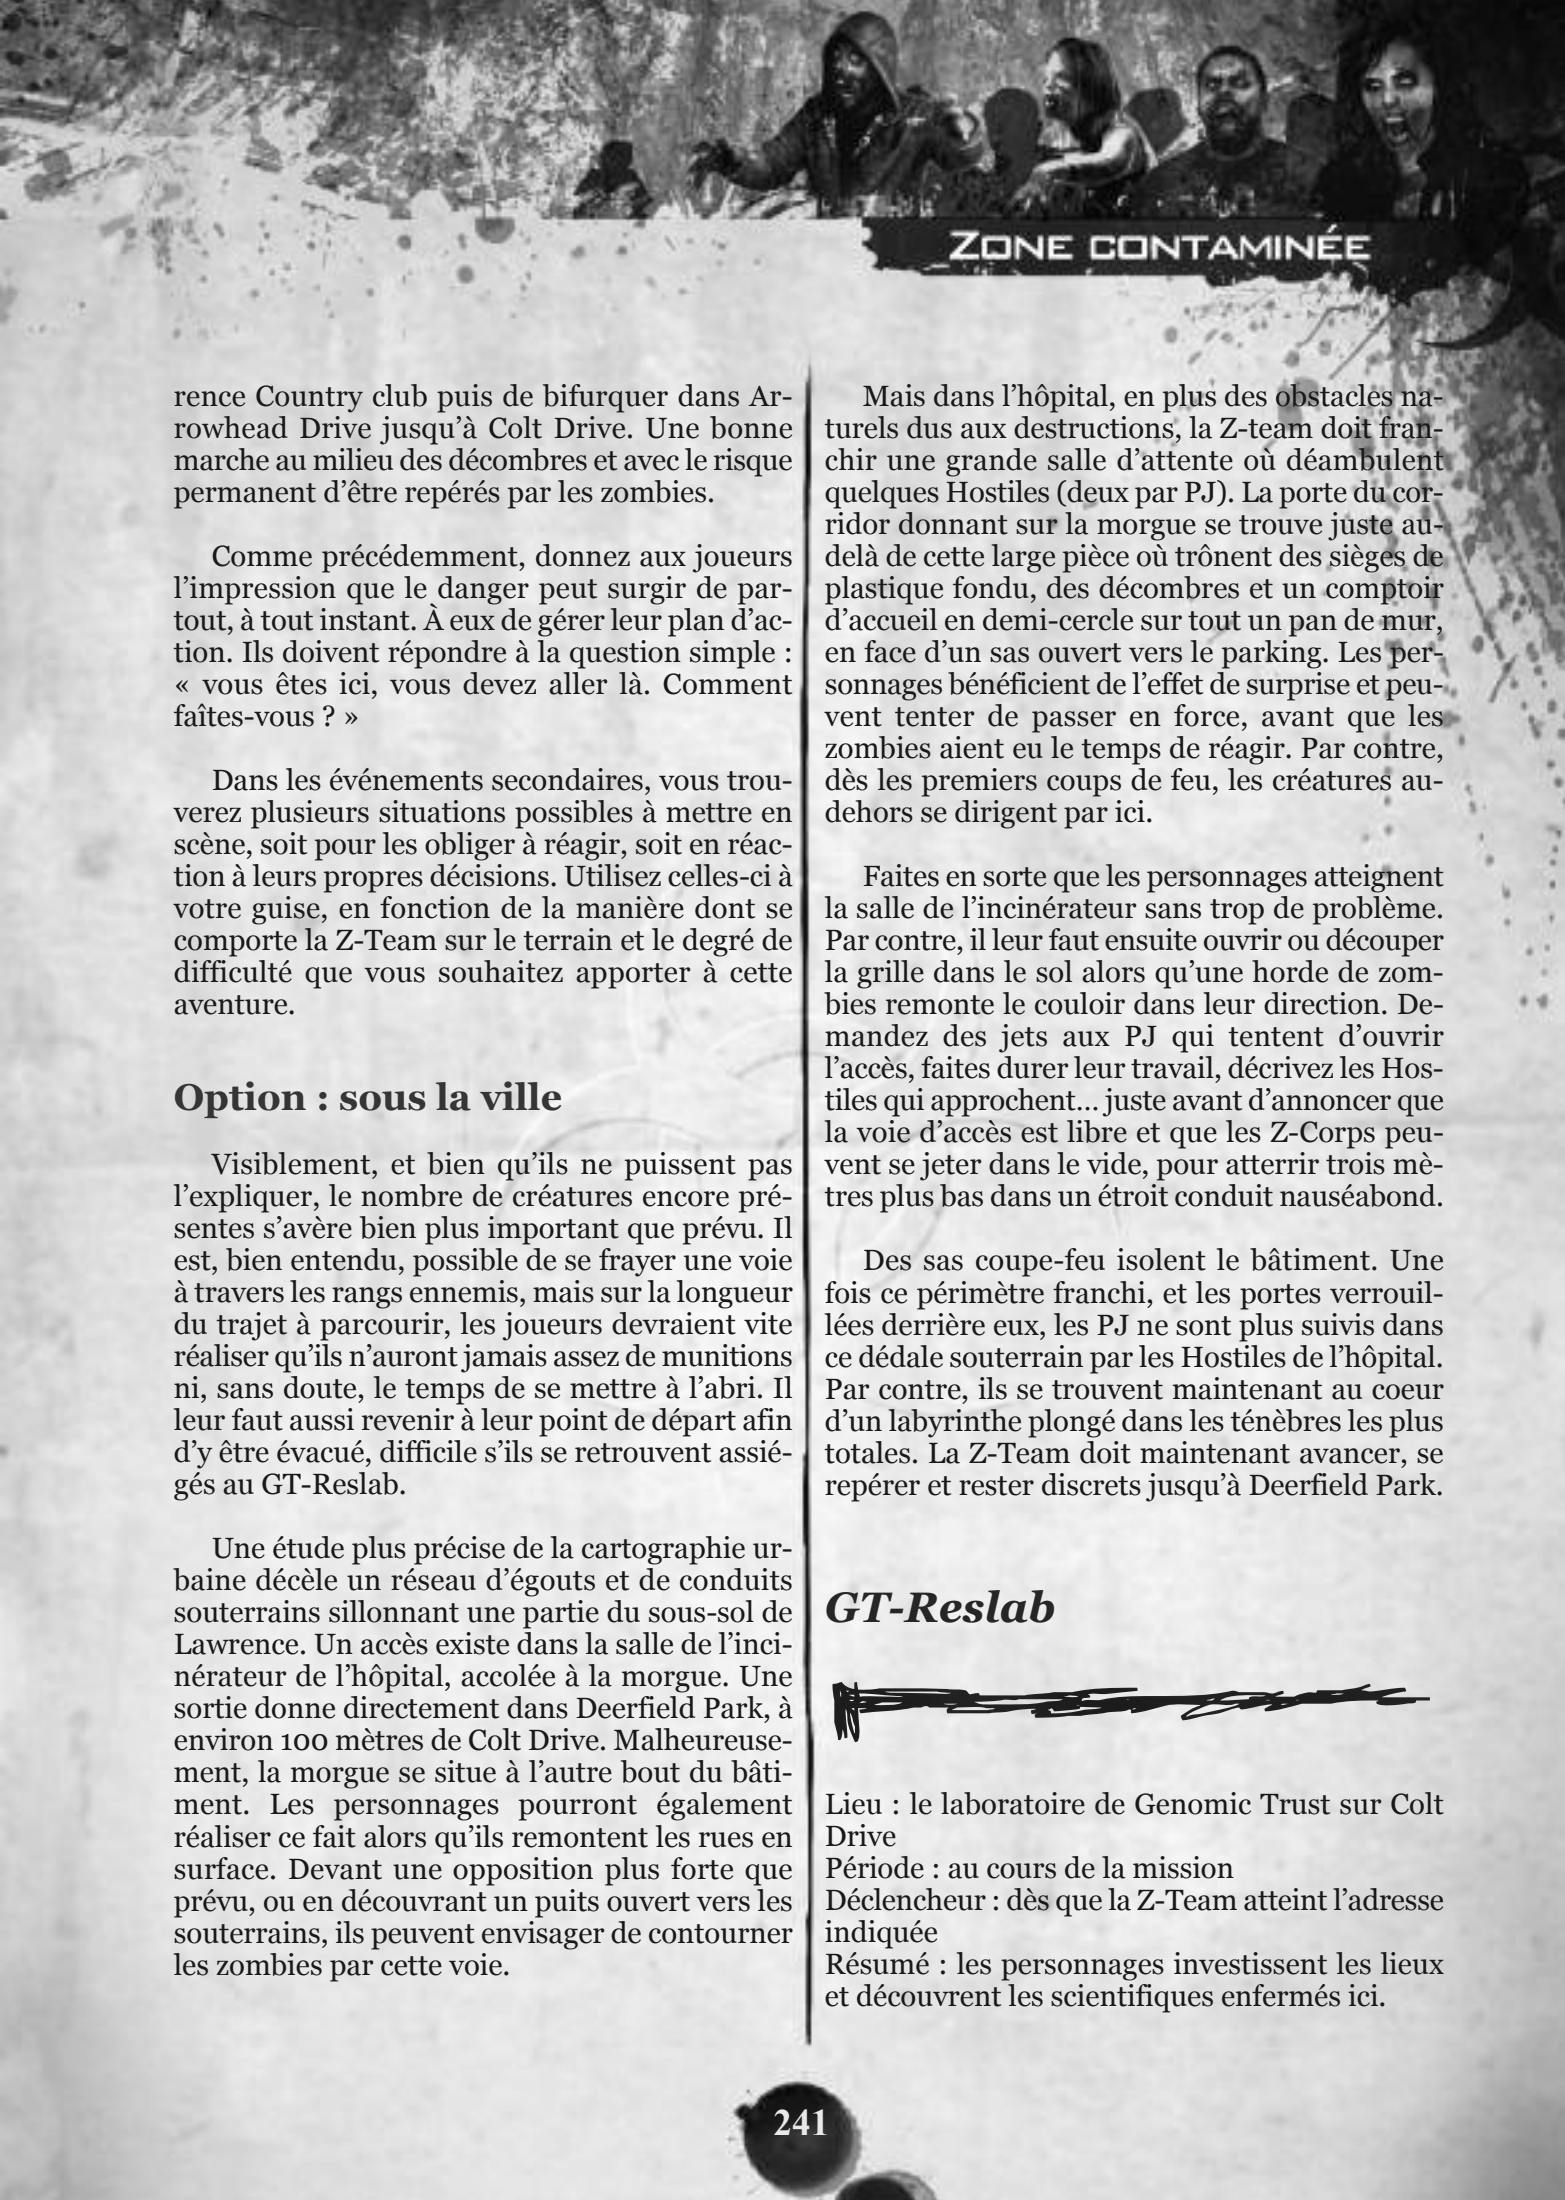 ZONE CONTAMINÉE
rence Country club puis de bifurquer dans Ar-
rowhead Drive jusqu’à Colt Drive. Une bonne
marche au milieu des décombres et avec le risque
permanent d’être repérés par les zombies.
Comme précédemment, donnez aux joueurs
l’impression que le danger peut surgir de par-
tout, à tout instant. À eux de gérer leur plan d’ac-
tion. Ils doivent répondre à la question simple :
« vous êtes ici, vous devez aller là. Comment
faîtes-vous ? »
Dans les événements secondaires, vous trou-
verez plusieurs situations possibles à mettre en
scène, soit pour les obliger à réagir, soit en réac-
tion à leurs propres décisions. Utilisez celles-ci à
votre guise, en fonction de la manière dont se
comporte la Z-Team sur le terrain et le degré de
difficulté que vous souhaitez apporter à cette
aventure.
Option : sous la ville
Visiblement, et bien qu’ils ne puissent pas
l’expliquer, le nombre de créatures encore pré-
sentes s’avère bien plus important que prévu. Il
est, bien entendu, possible de se frayer une voie
à travers les rangs ennemis, mais sur la longueur
du trajet à parcourir, les joueurs devraient vite
réaliser qu’ils n’auront jamais assez de munitions
ni, sans doute, le temps de se mettre à l’abri. Il
leur faut aussi revenir à leur point de départ afin
d’y être évacué, difficile s’ils se retrouvent assié-
gés au GT-Reslab.
Une étude plus précise de la cartographie ur-
baine décèle un réseau d’égouts et de conduits
souterrains sillonnant une partie du sous-sol de
Lawrence. Un accès existe dans la salle de l’inci-
nérateur de l’hôpital, accolée à la morgue. Une
sortie donne directement dans Deerfield Park, à
environ 100 mètres de Colt Drive. Malheureuse-
ment, la morgue se situe à l’autre bout du bâti-
ment. Les personnages pourront également
réaliser ce fait alors qu’ils remontent les rues en
surface. Devant une opposition plus forte que
prévu, ou en découvrant un puits ouvert vers les
souterrains, ils peuvent envisager de contourner
les zombies par cette voie.
Mais dans l’hôpital, en plus des obstacles na-
turels dus aux destructions, la Z-team doit fran-
chir une grande salle d’attente où déambulent
quelques Hostiles (deux par PJ). La porte du cor-
ridor donnant sur la morgue se trouve juste au-
delà de cette large pièce où trônent des sièges de
plastique fondu, des décombres et un comptoir
d’accueil en demi-cercle sur tout un pan de mur,
en face d’un sas ouvert vers le parking. Les per-
sonnages bénéficient de l’effet de surprise et peu-
vent tenter de passer en force, avant que les
zombies aient eu le temps de réagir. Par contre,
dès les premiers coups de feu, les créatures au-
dehors se dirigent par ici.
Faites en sorte que les personnages atteignent
la salle de l’incinérateur sans trop de problème.
Par contre, il leur faut ensuite ouvrir ou découper
la grille dans le sol alors qu’une horde de zom-
bies remonte le couloir dans leur direction. De-
mandez des jets aux PJ qui tentent d’ouvrir
l’accès, faites durer leur travail, décrivez les Hos-
tiles qui approchent... juste avant d’annoncer que
la voie d’accès est libre et que les Z-Corps peu-
vent se jeter dans le vide, pour atterrir trois mè-
tres plus bas dans un étroit conduit nauséabond.
Des sas coupe-feu isolent le bâtiment. Une
fois ce périmètre franchi, et les portes verrouil-
lées derrière eux, les PJ ne sont plus suivis dans
ce dédale souterrain par les Hostiles de l’hôpital.
Par contre, ils se trouvent maintenant au coeur
d’un labyrinthe plongé dans les ténèbres les plus
totales. La Z-Team doit maintenant avancer, se
repérer et rester discrets jusqu’à Deerfield Park.
GT-Reslab
Lieu : le laboratoire de Genomic Trust sur Colt
Drive
Période : au cours de la mission
Déclencheur : dès que la Z-Team atteint l’adresse
indiquée
Résumé : les personnages investissent les lieux
et découvrent les scientifiques enfermés ici.
241